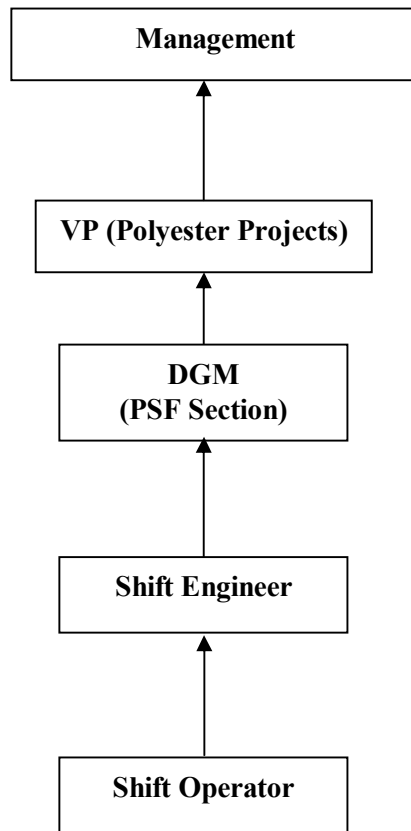 Management
VP (Polyester Projects)
DGM
(PSF Section)
Shift Engineer
Shift Operator